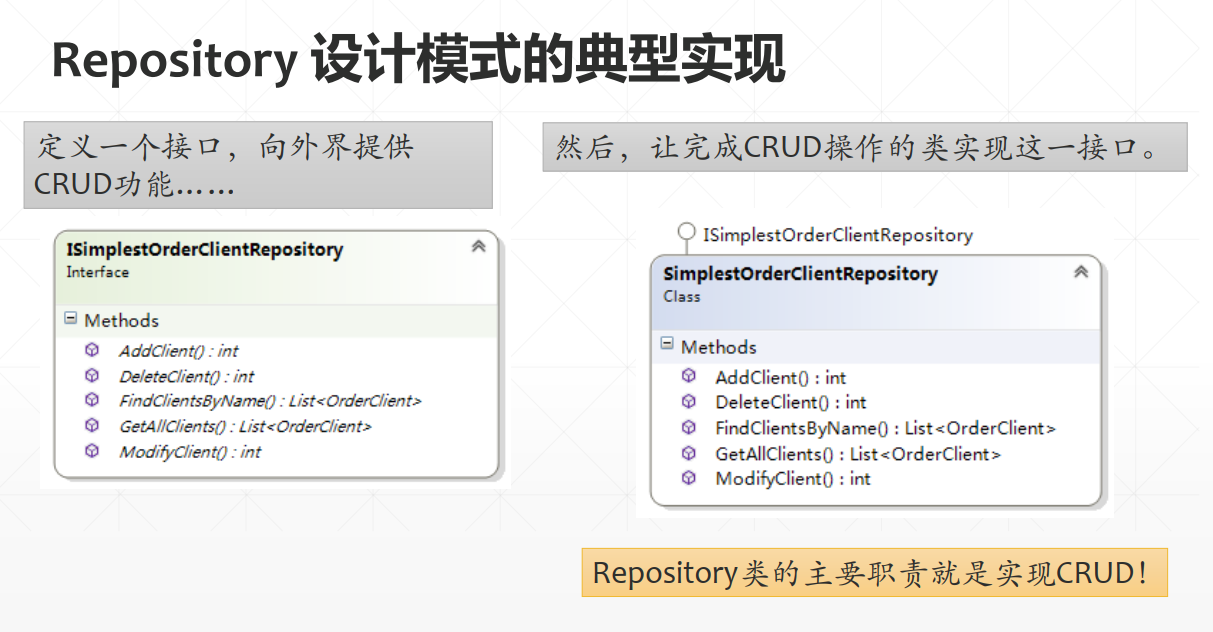 Repository 设计模式的典型实现
定义一个接口，向外界提供
CRUD功能……
然后，让完成CRUD操作的类实现这一接口。
ISimplestOrderClientRepository
Interface
Methods
AddClient() : int
DeleteClient() : int
FindClientsByName() : List<OrderClient>
GetAllClients() : List<OrderClient>
ModifyClient() : int
ISimplestOrderClientRepository
SimplestOrderClientRepository
Class
Methods
AddClient() : int
DeleteClient() : int
FindClientsByName() : List<OrderClient>
GetAllClients() : List<OrderClient>
ModifyClient() : int
Repository类的主要职责就是实现CRUD！